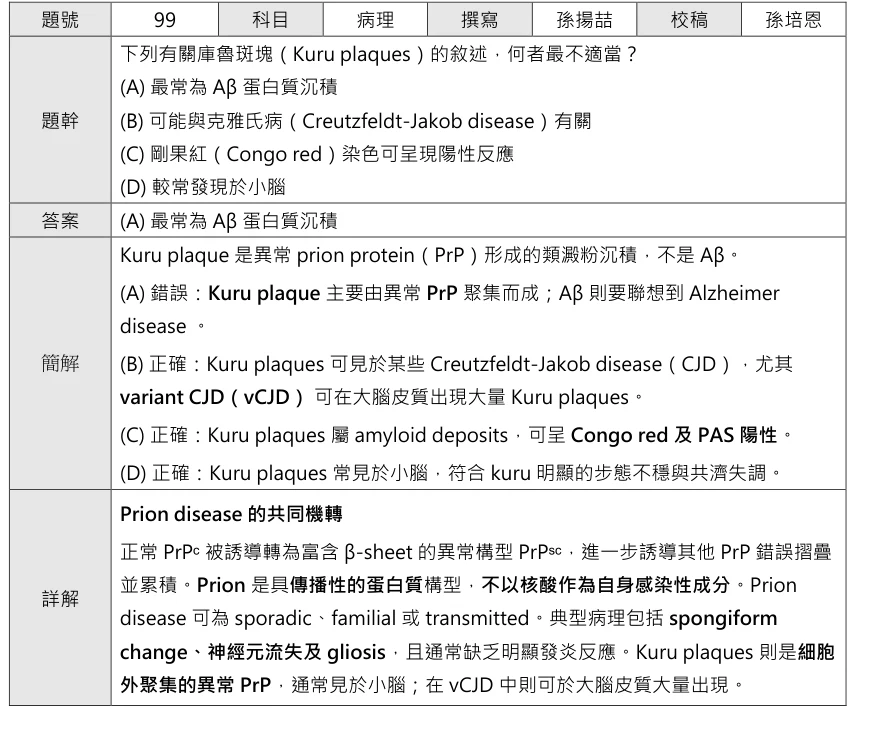 題號 99 科目 病理 撰寫 孫揚喆 校稿 孫培恩
題幹
下列有關庫魯斑塊（Kuru plaques）的敘述，何者最不適當？
(A) 最常為 Aβ 蛋白質沉積
(B) 可能與克雅氏病（Creutzfeldt-Jakob disease）有關
(C) 剛果紅（Congo red）染色可呈現陽性反應
(D) 較常發現於小腦
答案 (A) 最常為 Aβ 蛋白質沉積
簡解
Kuru plaque 是異常 prion protein（PrP）形成的類澱粉沉積，不是 Aβ。
(A) 錯誤：Kuru plaque 主要由異常 PrP 聚集而成；Aβ 則要聯想到 Alzheimer
disease 。
(B) 正確：Kuru plaques 可見於某些 Creutzfeldt-Jakob disease（CJD），尤其
variant CJD（vCJD） 可在大腦皮質出現大量 Kuru plaques。
(C) 正確：Kuru plaques 屬 amyloid deposits，可呈 Congo red 及 PAS 陽性。
(D) 正確：Kuru plaques 常見於小腦，符合 kuru 明顯的步態不穩與共濟失調。
詳解
Prion disease 的共同機轉
正常 PrPᶜ 被誘導轉為富含 β-sheet 的異常構型 PrPˢᶜ，進一步誘導其他 PrP 錯誤摺疊
並累積。Prion 是具傳播性的蛋白質構型，不以核酸作為自身感染性成分。Prion
disease 可為 sporadic、familial 或 transmitted。典型病理包括 spongiform
change、神經元流失及 gliosis，且通常缺乏明顯發炎反應。Kuru plaques 則是細胞
外聚集的異常 PrP，通常見於小腦；在 vCJD 中則可於大腦皮質大量出現。